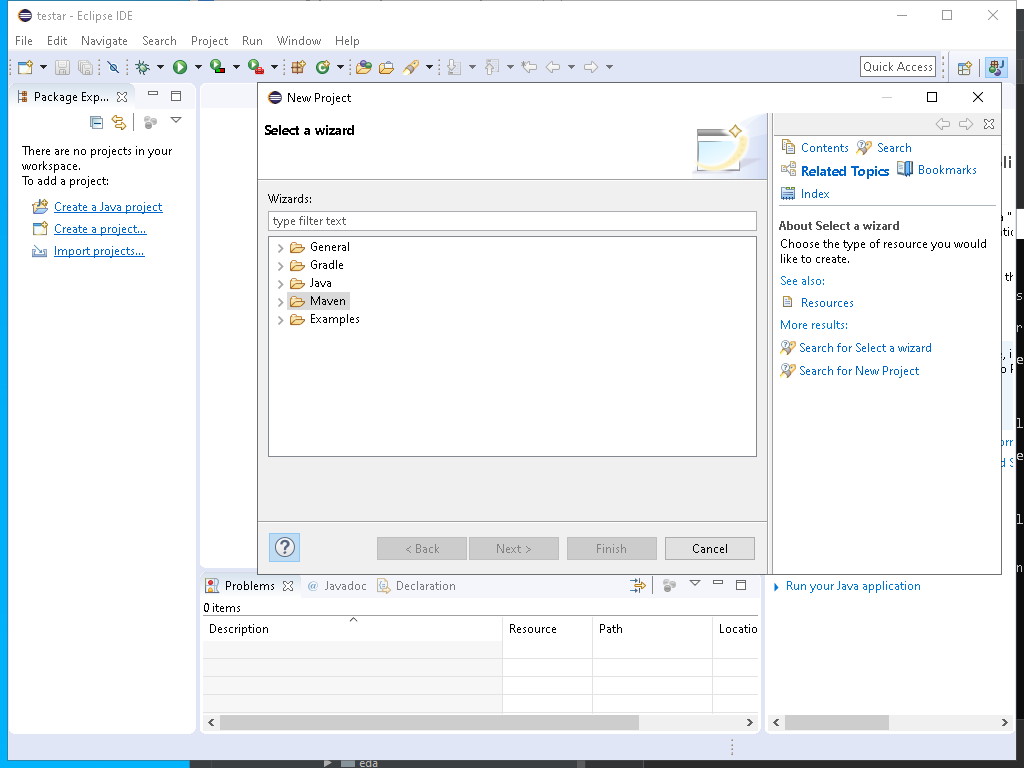 testar - Eclipse IDE
File Edit Navigate Search Project Run Window Help
Quick Access
Package Exp...
There are no projects in your
workspace.
To add a project:
Create a Java project
Create a project...
Import projects...
New Project
Select a wizard
Wizards:
type filter text
General
Gradle
Java
Maven
Examples
< Back Next > Finish Cancel
Contents Search
Related Topics Bookmarks
Index
About Select a wizard
Choose the type of resource you would
like to create.
See also:
Resources
More results:
Search for Select a wizard
Search for New Project
Problems @ Javadoc Declaration
0 items
Description Resource Path Locatio
Run your Java application
eda